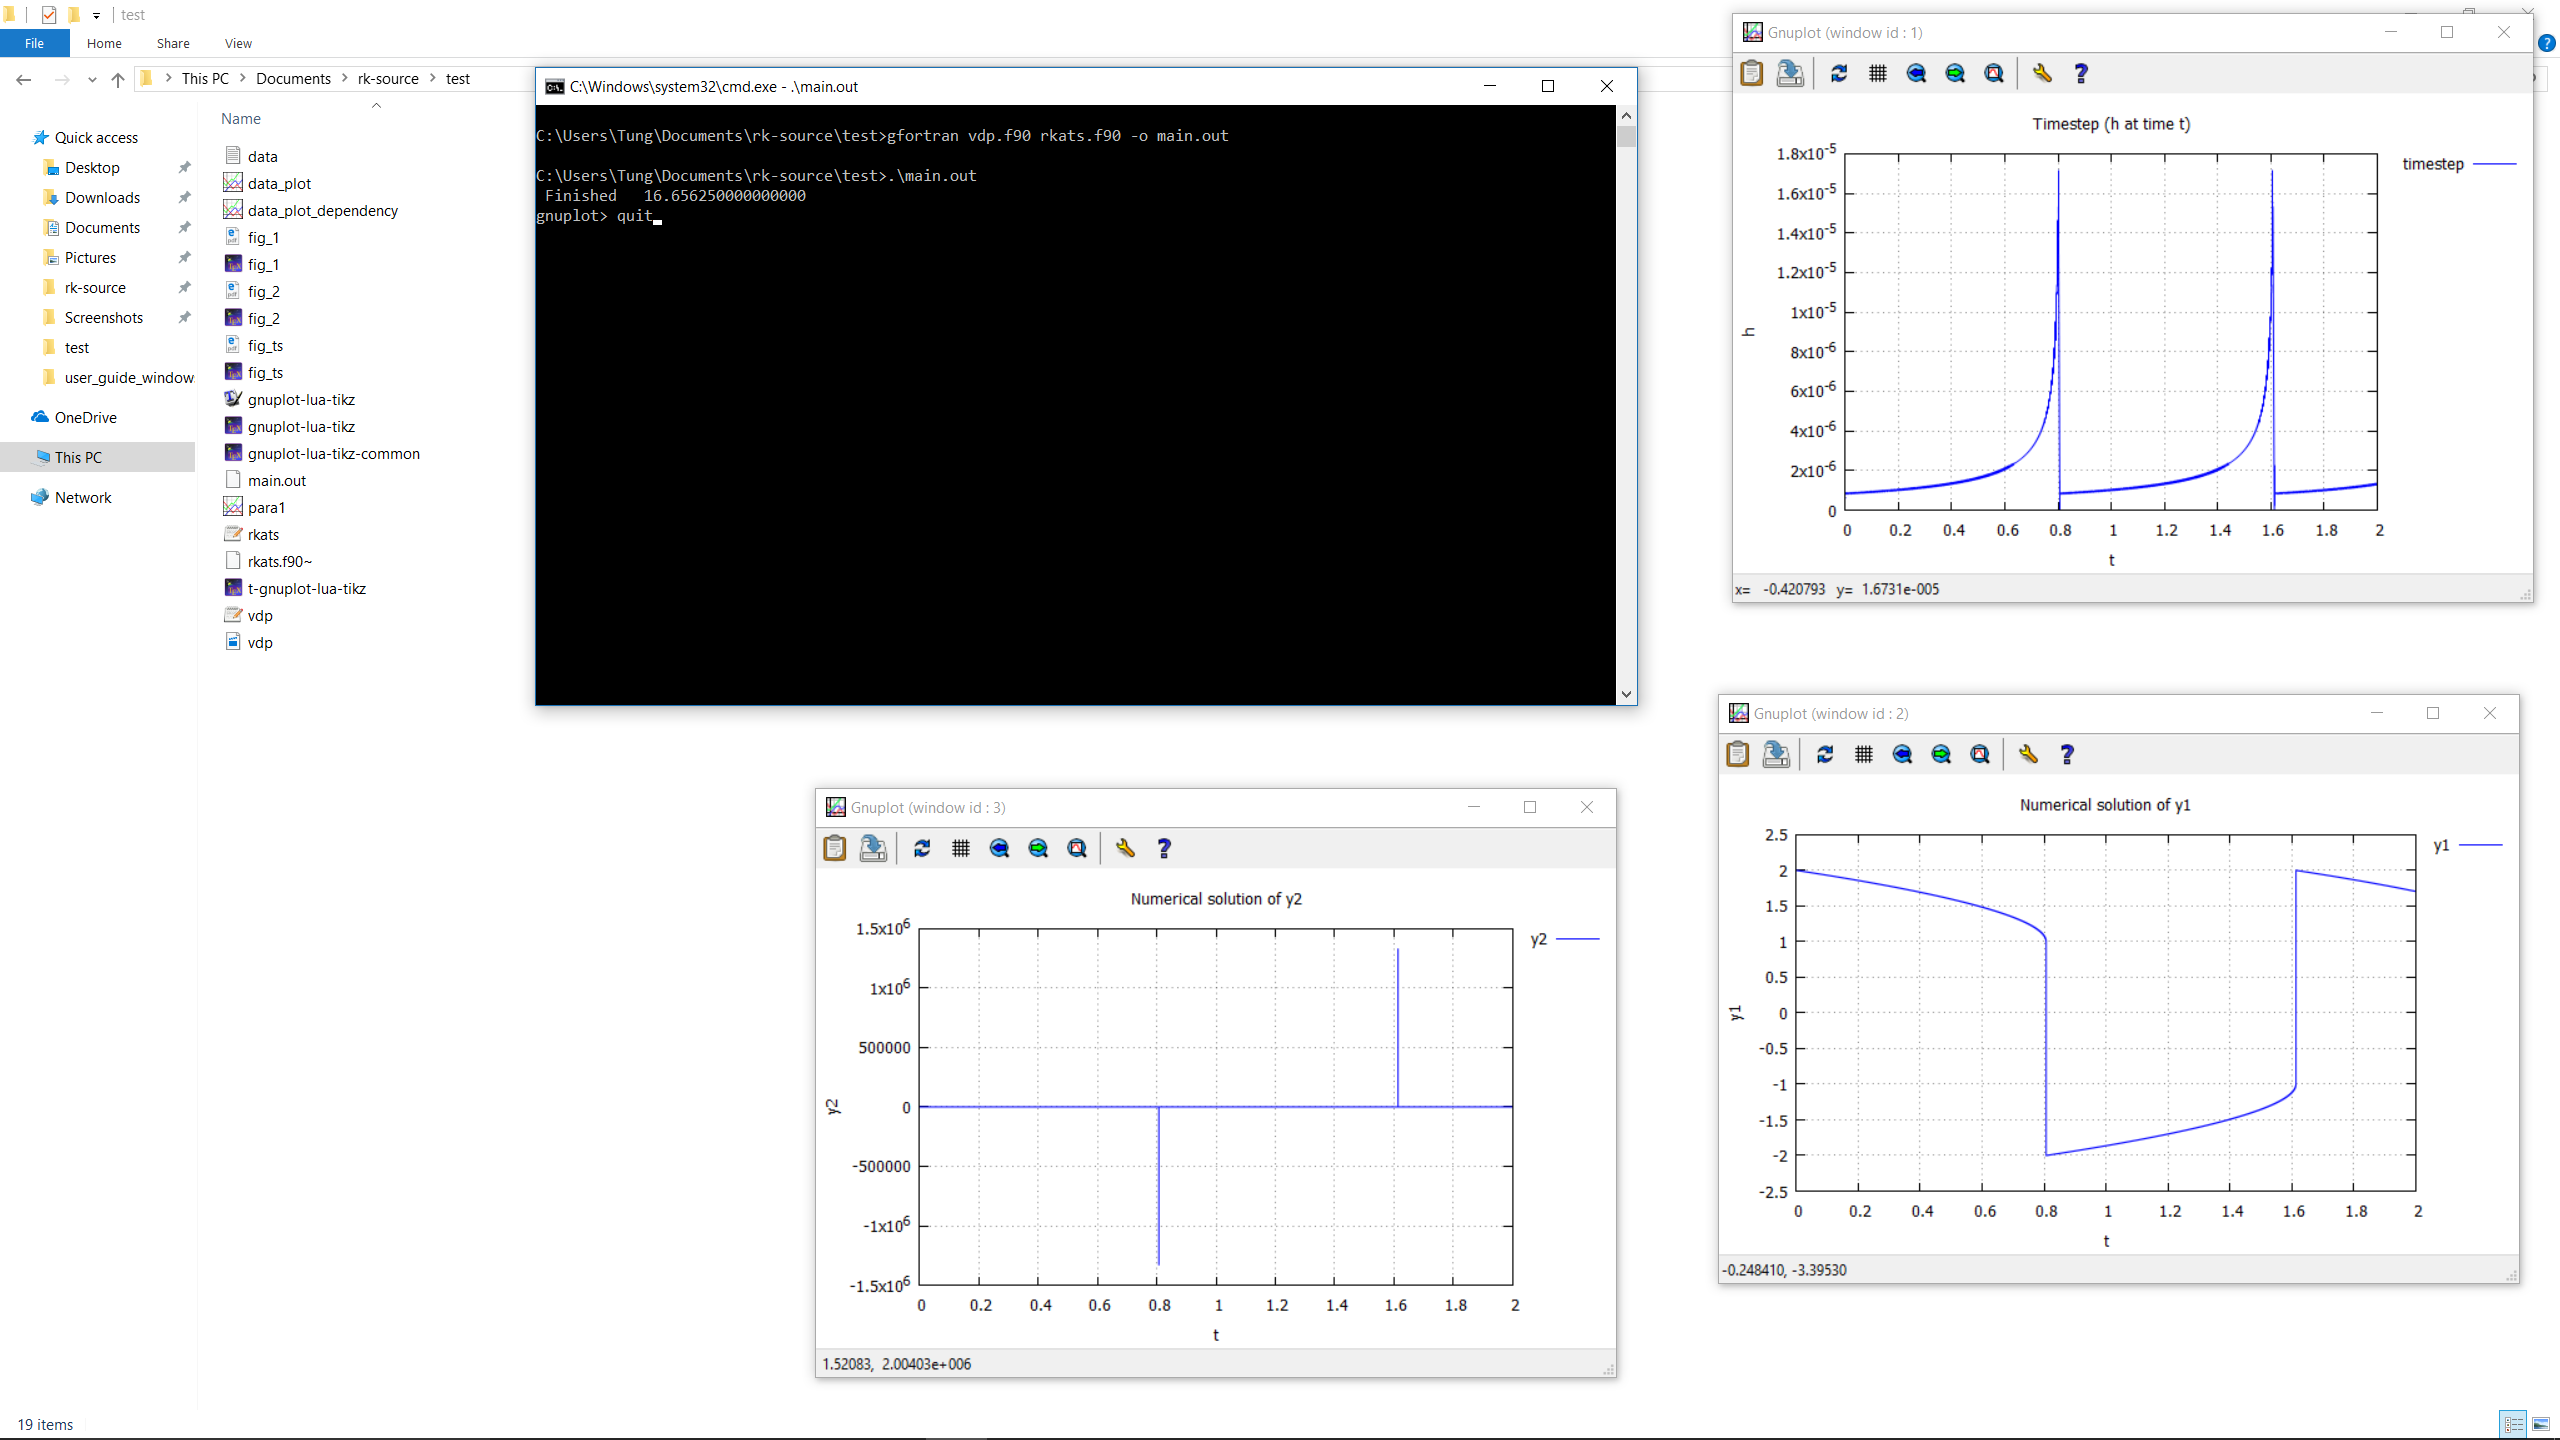 test
File Home Share View
This PC Documents rk-source test
Name
Quick access
Desktop
Downloads
Documents
Pictures
rk-source
Screenshots
test
user_guide_window
OneDrive
This PC
Network
data
data_plot
data_plot_dependency
fig_1
fig_1
fig_2
fig_2
fig_ts
fig_ts
gnuplot-lua-tikz
gnuplot-lua-tikz
gnuplot-lua-tikz-common
main.out
para1
rkats
rkats.f90~
t-gnuplot-lua-tikz
vdp
vdp
19 items
C:\Windows\system32\cmd.exe - .\main.out
C:\Users\Tung\Documents\rk-source\test>gfortran vdp.f90 rkats.f90 -o main.out
C:\Users\Tung\Documents\rk-source\test>.\main.out
Finished 16.656250000000000
gnuplot> quit
Gnuplot (window id : 1)
Timestep (h at time t)
timestep
1.8x10-5
1.6x10-5
1.4x10-5
1.2x10-5
1x10-5
8x10-6
6x10-6
4x10-6
2x10-6
0
h
0 0.2 0.4 0.6 0.8 1 1.2 1.4 1.6 1.8 2
t
x= -0.420793 y= 1.6731e-005
Gnuplot (window id : 3)
Numerical solution of y2
y2
1.5x106
1x106
500000
0
-500000
-1x106
-1.5x106
y2
0 0.2 0.4 0.6 0.8 1 1.2 1.4 1.6 1.8 2
t
1.52083, 2.00403e+006
Gnuplot (window id : 2)
Numerical solution of y1
y1
2.5
2
1.5
1
0.5
0
-0.5
-1
-1.5
-2
-2.5
y1
0 0.2 0.4 0.6 0.8 1 1.2 1.4 1.6 1.8 2
t
-0.248410, -3.39530